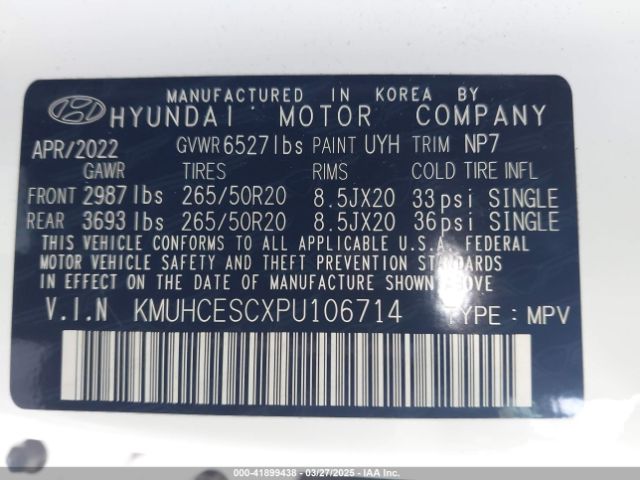 MANUFACTURED IN KOREA BY
HYUNDAI MOTOR COMPANY
APR/2022 GVWR 6527lbs PAINT UYH TRIM NP7
GAWR TIRES RIMS COLD TIRE INFL
FRONT 2987lbs 265/50R20 8.5JX20 33psi SINGLE
REAR 3693lbs 265/50R20 8.5JX20 36psi SINGLE
THIS VEHICLE CONFORMS TO ALL APPLICABLE U.S.A. FEDERAL
MOTOR VEHICLE SAFETY AND THEFT PREVENTION STANDARDS
IN EFFECT ON THE DATE OF MANUFACTURE SHOWN ABOVE
V.I.N KMUHCESCXPU106714 TYPE : MPV
000-41899438 - 03/27/2025 - IAA Inc.